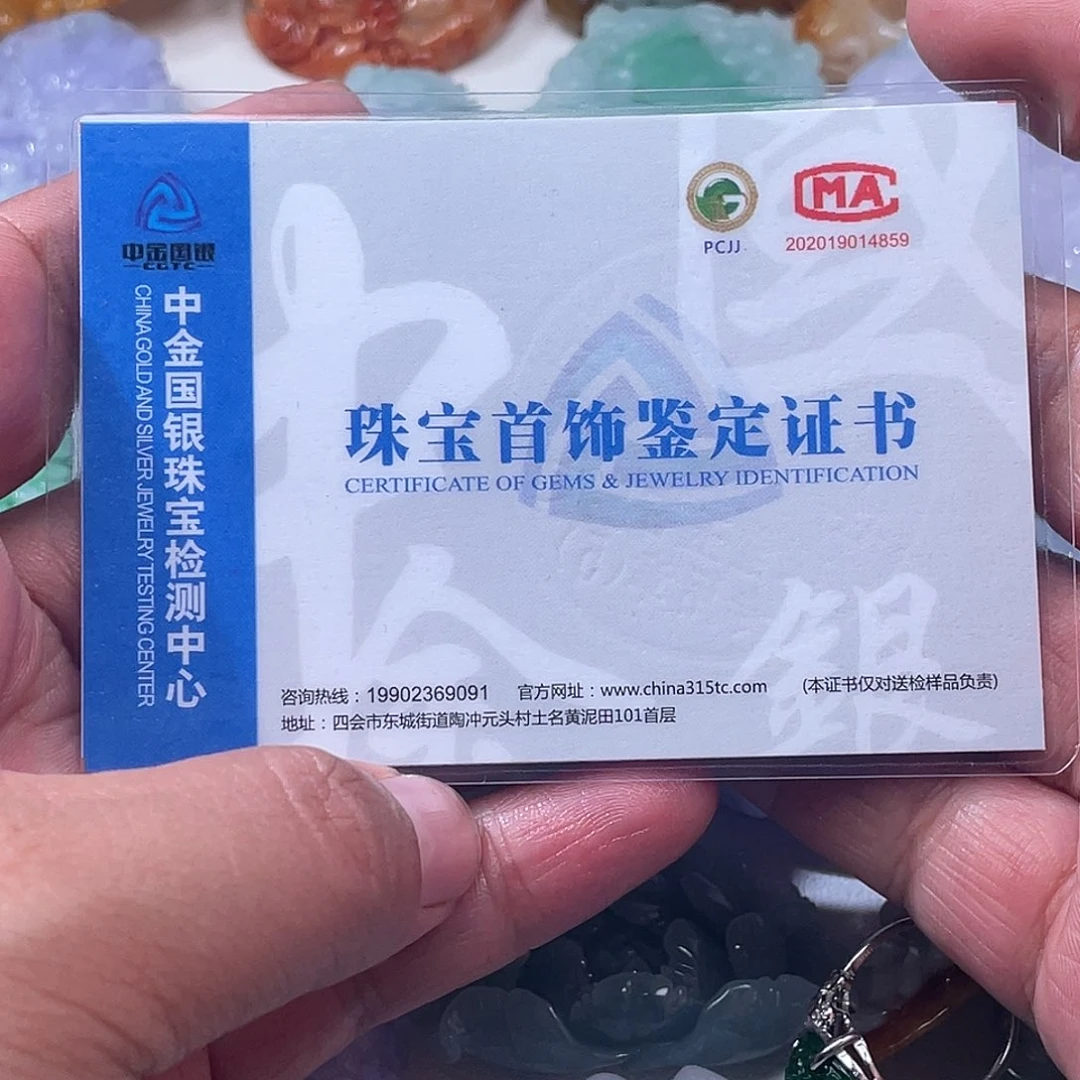 中金国银
CGTC
中金国银珠宝检测中心
CHINA GOLD AND SILVER JEWELRY TESTING CENTER
PCJJ
CMA
202019014859
珠宝首饰鉴定证书
CERTIFICATE OF GEMS & JEWELRY IDENTIFICATION
咨询热线：19902369091 官方网址：www.china315tc.com (本证书仅对送检样品负责)
地址：四会市东城街道陶冲元头村土名黄泥田101首层